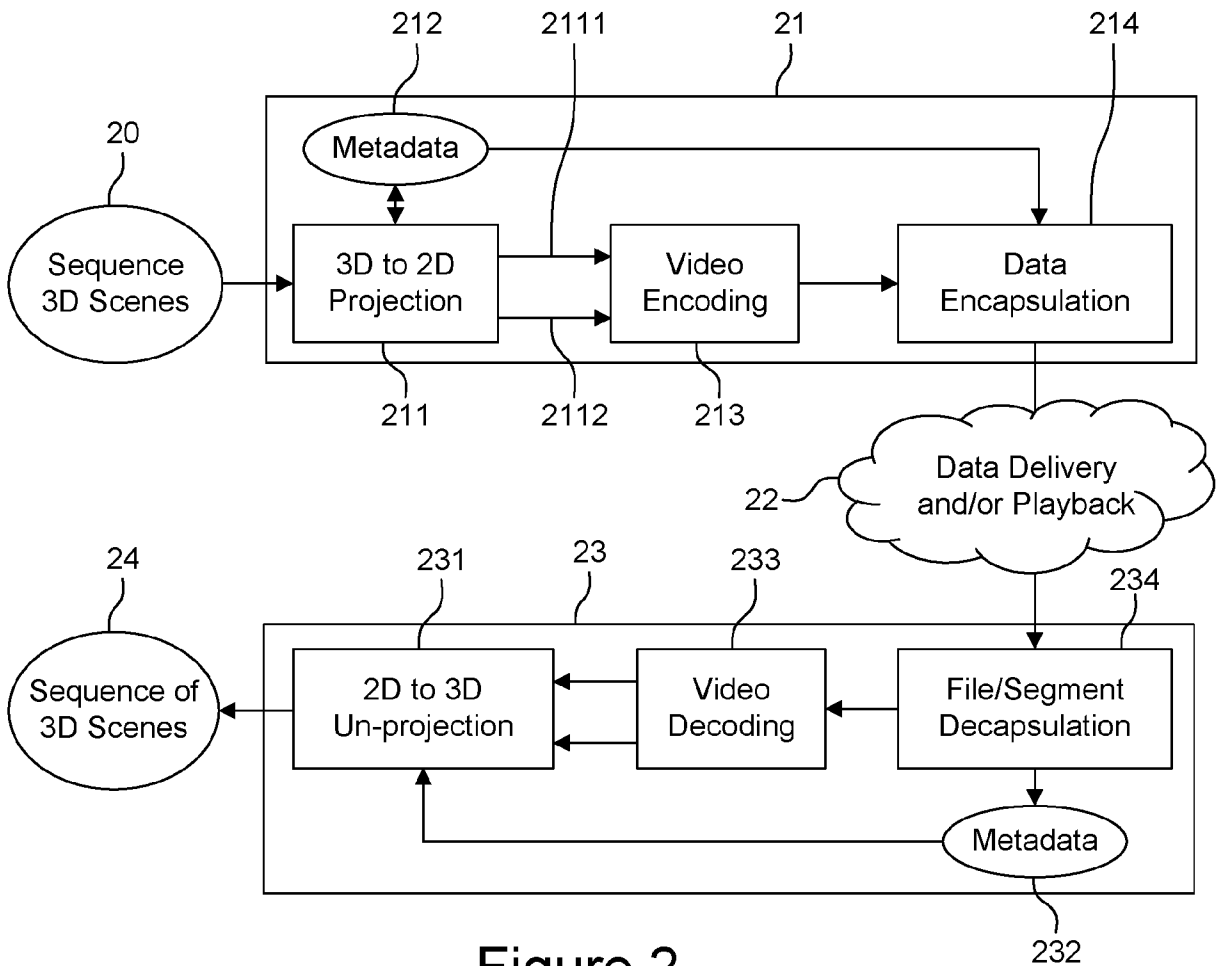 212
2111
21
214
20
Metadata
Sequence
3D Scenes
3D to 2D
Projection
Video
Encoding
Data
Encapsulation
211
2112
213
Data Delivery
and/or Playback
22
24
231
23
233
234
Sequence of
3D Scenes
2D to 3D
Un-projection
Video
Decoding
File/Segment
Decapsulation
Metadata
232
Figure 2